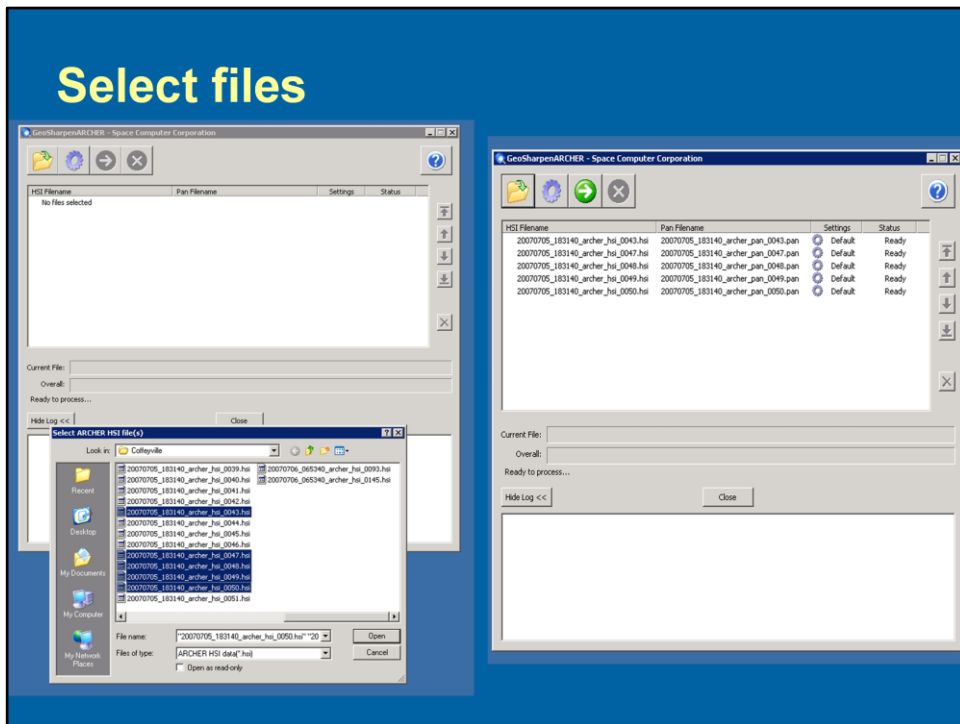 Select files
GeoSharpenARCHER - Space Computer Corporation
HSI Filename Pan Filename Settings Status
No files selected
Current File:
Overall:
Ready to process...
Hide Log << Close
Select ARCHER HSI file(s)
Look in: Coffeyville
Recent
Desktop
My Documents
My Computer
My Network Places
20070705_183140_archer_hsi_0039.hsi 20070706_065340_archer_hsi_0093.hsi
20070705_183140_archer_hsi_0040.hsi 20070706_065340_archer_hsi_0145.hsi
20070705_183140_archer_hsi_0041.hsi
20070705_183140_archer_hsi_0042.hsi
20070705_183140_archer_hsi_0043.hsi
20070705_183140_archer_hsi_0044.hsi
20070705_183140_archer_hsi_0045.hsi
20070705_183140_archer_hsi_0046.hsi
20070705_183140_archer_hsi_0047.hsi
20070705_183140_archer_hsi_0048.hsi
20070705_183140_archer_hsi_0049.hsi
20070705_183140_archer_hsi_0050.hsi
20070705_183140_archer_hsi_0051.hsi
File name: "20070705_183140_archer_hsi_0050.hsi" "20 Open
Files of type: ARCHER HSI data(*.hsi) Cancel
Open as read-only
GeoSharpenARCHER - Space Computer Corporation
HSI Filename Pan Filename Settings Status
20070705_183140_archer_hsi_0043.hsi 20070705_183140_archer_pan_0043.pan Default Ready
20070705_183140_archer_hsi_0047.hsi 20070705_183140_archer_pan_0047.pan Default Ready
20070705_183140_archer_hsi_0048.hsi 20070705_183140_archer_pan_0048.pan Default Ready
20070705_183140_archer_hsi_0049.hsi 20070705_183140_archer_pan_0049.pan Default Ready
20070705_183140_archer_hsi_0050.hsi 20070705_183140_archer_pan_0050.pan Default Ready
Current File:
Overall:
Ready to process...
Hide Log << Close